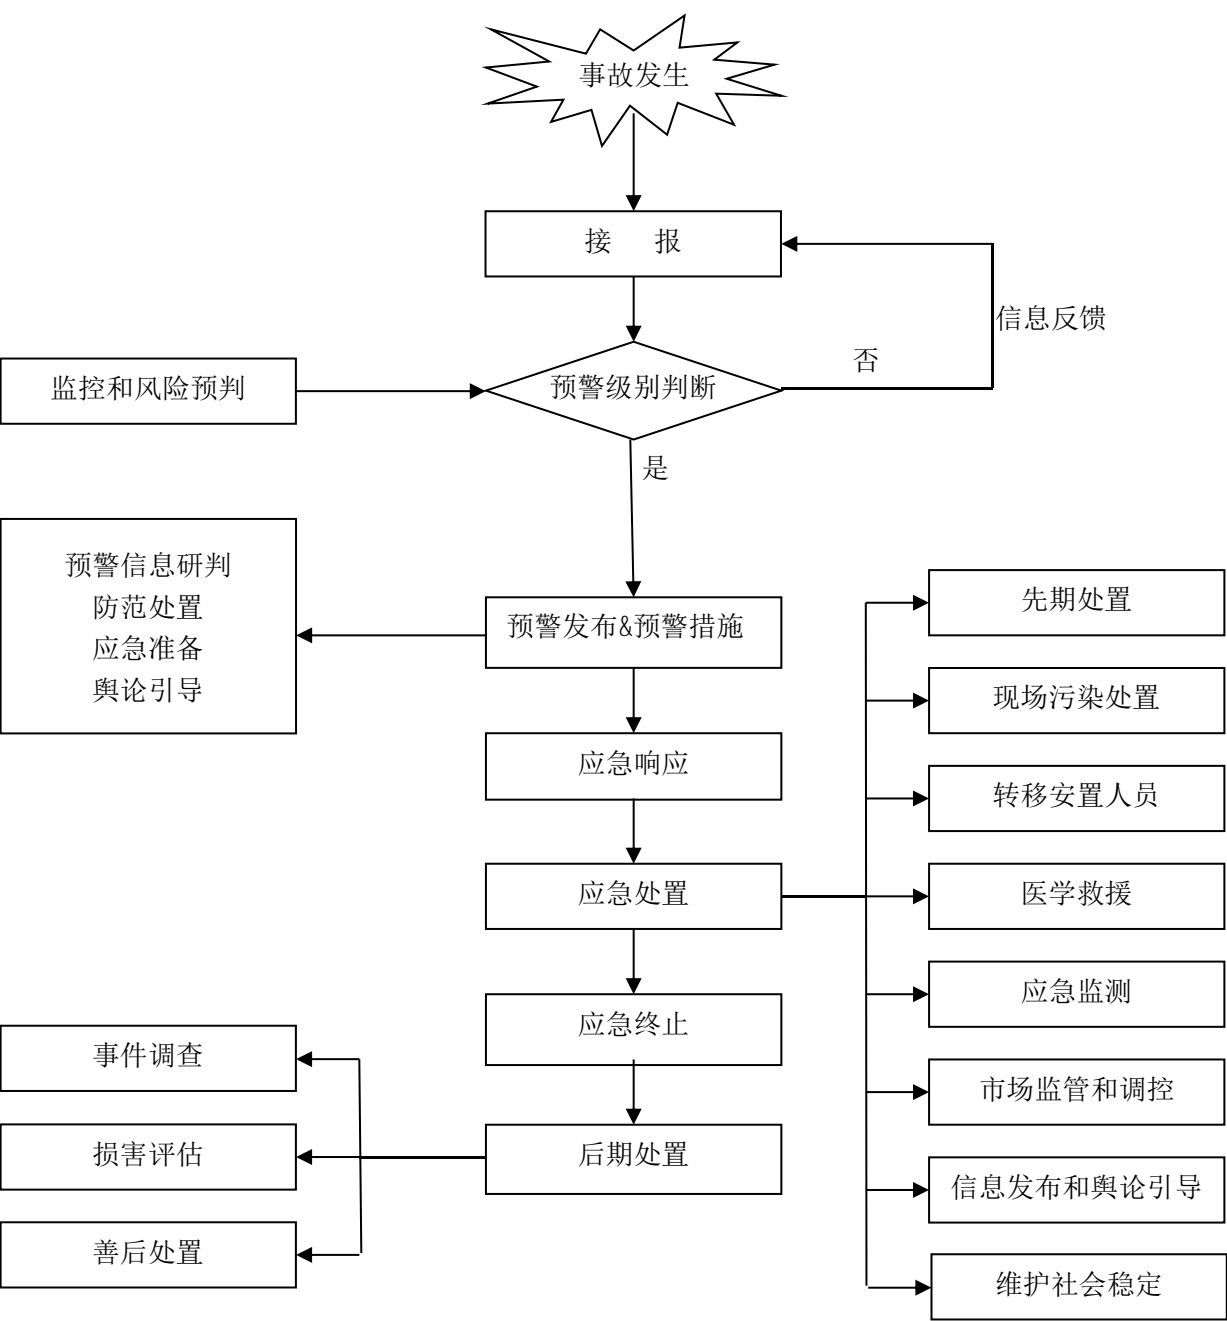 事故发生
接 报
信息反馈
否
监控和风险预判
预警级别判断
是
预警信息研判
防范处置
应急准备
舆论引导
预警发布&预警措施
先期处置
现场污染处置
应急响应
转移安置人员
应急处置
医学救援
应急监测
应急终止
事件调查
市场监管和调控
损害评估
后期处置
信息发布和舆论引导
善后处置
维护社会稳定